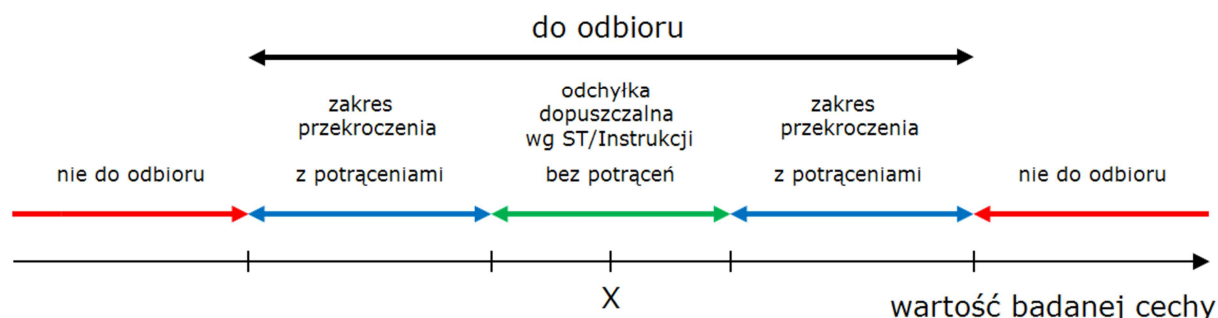 do odbioru
zakres
przekroczenia
odchyłka
dopuszczalna
wg ST/Instrukcji
zakres
przekroczenia
nie do odbioru
z potrąceniami
bez potrąceń
z potrąceniami
nie do odbioru
X
wartość badanej cechy